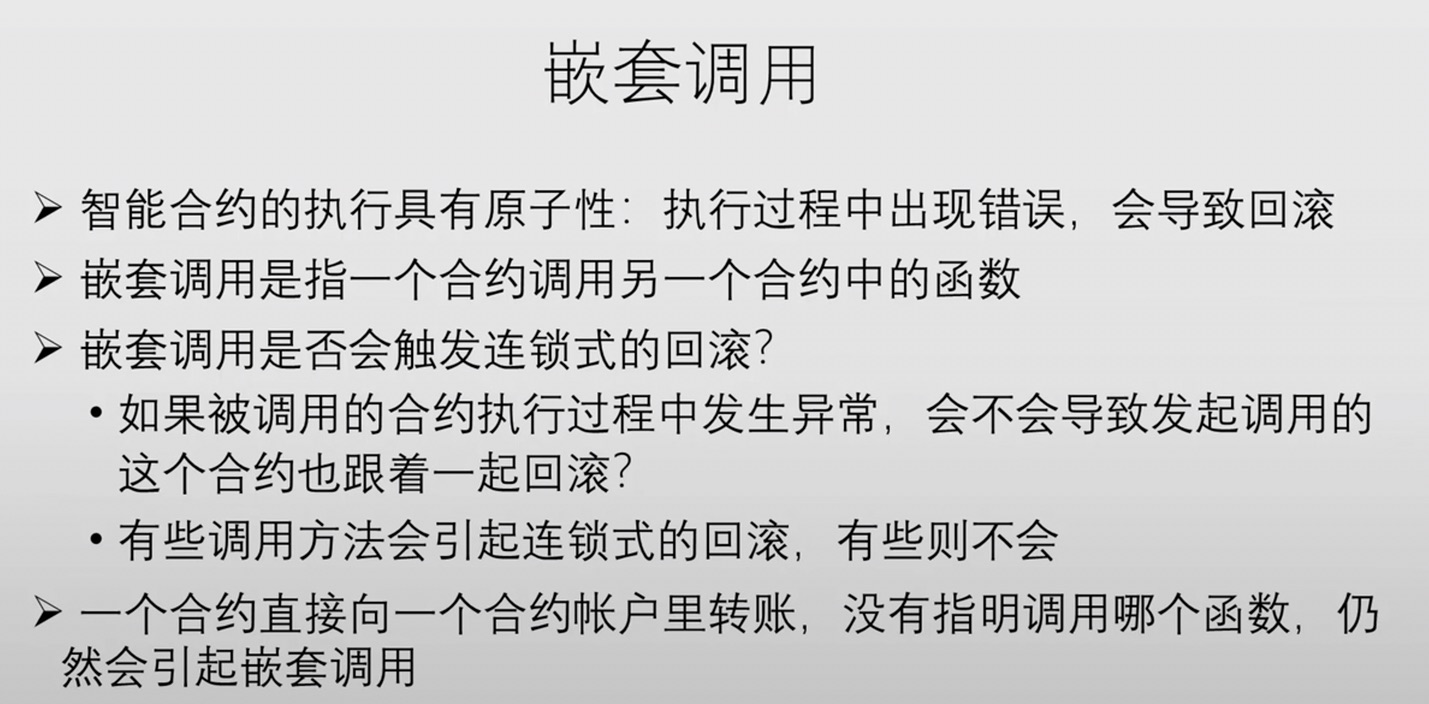 嵌套调用
➢ 智能合约的执行具有原子性：执行过程中出现错误，会导致回滚
➢ 嵌套调用是指一个合约调用另一个合约中的函数
➢ 嵌套调用是否会触发连锁式的回滚？
• 如果被调用的合约执行过程中发生异常，会不会导致发起调用的
这个合约也跟着一起回滚？
• 有些调用方法会引起连锁式的回滚，有些则不会
➢ 一个合约直接向一个合约帐户里转账，没有指明调用哪个函数，仍
然会引起嵌套调用